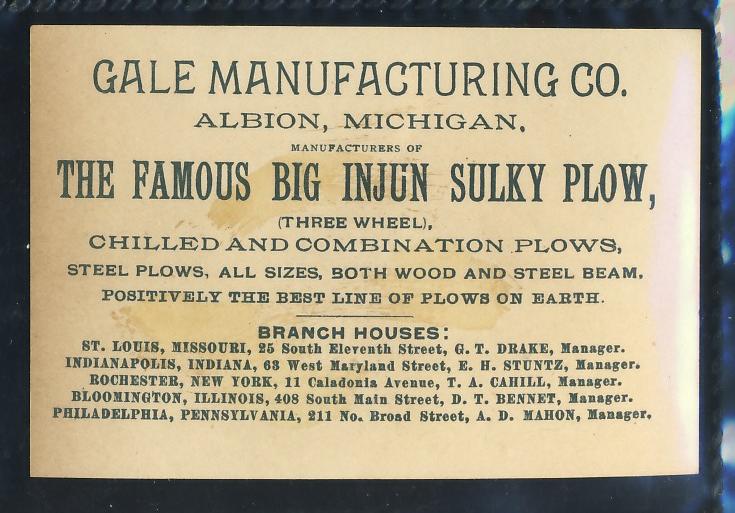 GALE MANUFACTURING CO.
ALBION, MICHIGAN.
MANUFACTURERS OF
THE FAMOUS BIG INJUN SULKY PLOW,
(THREE WHEEL),
CHILLED AND COMBINATION PLOWS,
STEEL PLOWS, ALL SIZES, BOTH WOOD AND STEEL BEAM.
POSITIVELY THE BEST LINE OF PLOWS ON EARTH.
BRANCH HOUSES:
ST. LOUIS, MISSOURI, 25 South Eleventh Street, G. T. DRAKE, Manager.
INDIANAPOLIS, INDIANA, 63 West Maryland Street, E. H. STUNTZ, Manager.
ROCHESTER, NEW YORK, 11 Caladonia Avenue, T. A. CAHILL, Manager.
BLOOMINGTON, ILLINOIS, 408 South Main Street, D. T. BENNET, Manager.
PHILADELPHIA, PENNSYLVANIA, 211 No. Broad Street, A. D. MAHON, Manager.